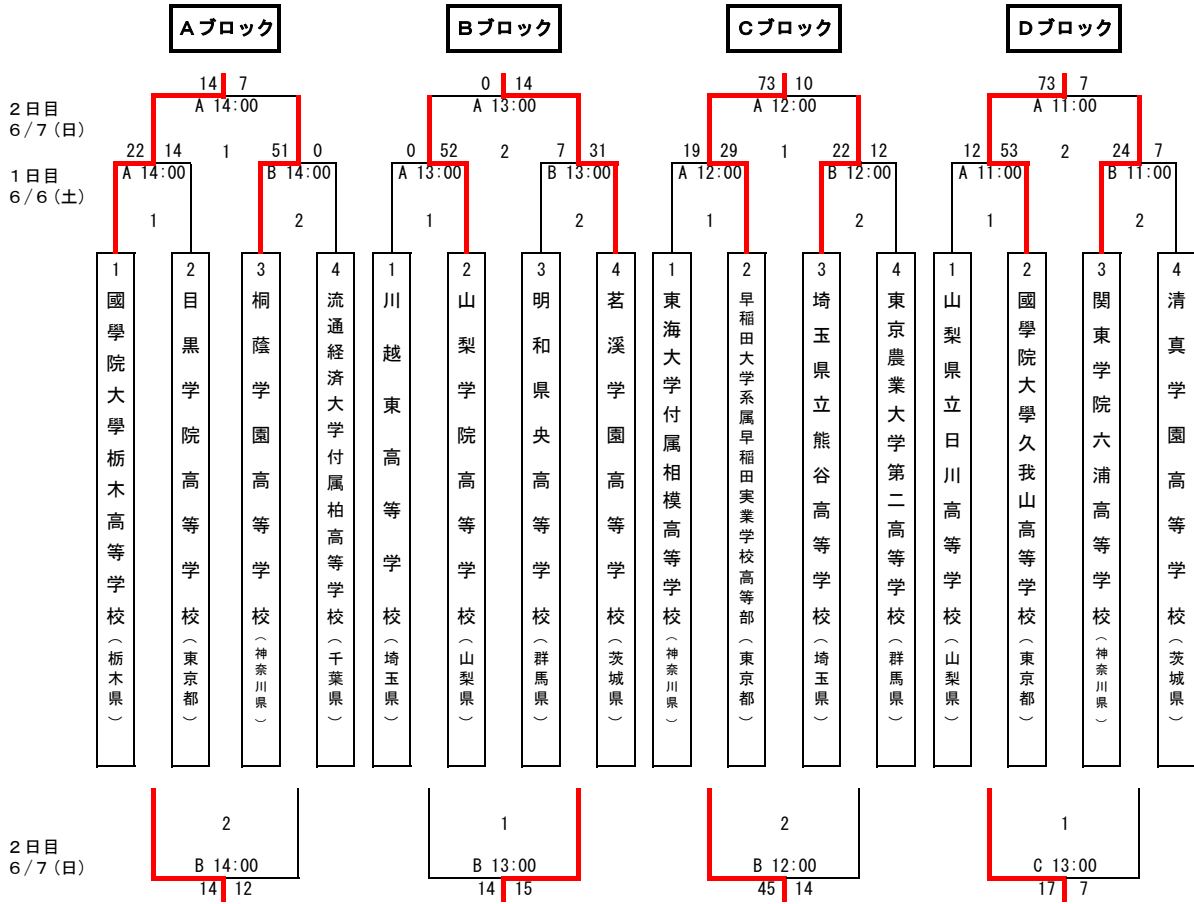 Aブロック Bブロック Cブロック Dブロック
14 7 0 14 73 10 73 7
2日目 A 14:00 A 13:00 A 12:00 A 11:00
6/7(日)
22 14 1 51 0 0 52 2 7 31 19 29 1 22 12 12 53 2 24 7
1日目 A 14:00 B 14:00 A 13:00 B 13:00 A 12:00 B 12:00 A 11:00 B 11:00
6/6(土)
1 2 1 2 1 2 1 2
1 國學院大學栃木高等学校(栃木県)
2 目黒学院高等学校(東京都)
3 桐蔭学園高等学校(神奈川県)
4 流通経済大学付属柏高等学校(千葉県)
1 川越東高等学校(埼玉県)
2 山梨学院高等学校(山梨県)
3 明和県央高等学校(群馬県)
4 茗溪学園高等学校(茨城県)
1 東海大学付属相模高等学校(神奈川県)
2 早稲田大学系属早稲田実業学校高等部(東京都)
3 埼玉県立熊谷高等学校(埼玉県)
4 東京農業大学第二高等学校(群馬県)
1 山梨県立日川高等学校(山梨県)
2 國學院大學久我山高等学校(東京都)
3 関東学院六浦高等学校(神奈川県)
4 清真学園高等学校(茨城県)
2 1 2 1
2日目 B 14:00 B 13:00 B 12:00 C 13:00
6/7(日)
14 12 14 15 45 14 17 7